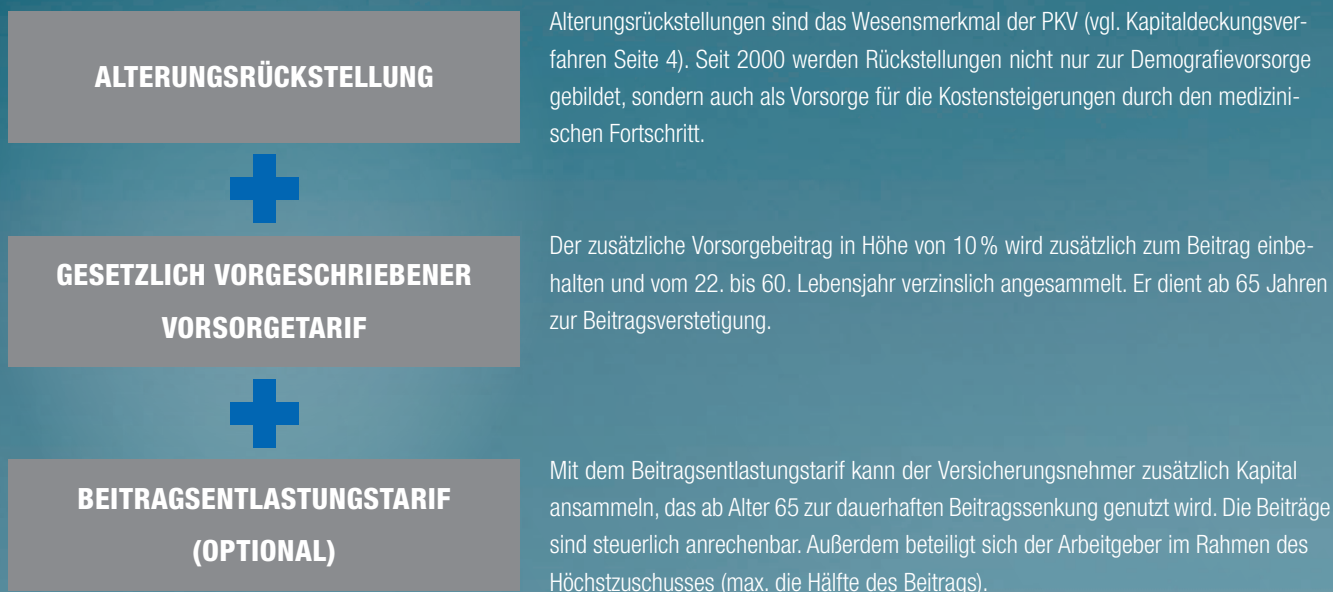 ALTERUNGSRÜCKSTELLUNG
Alterungsrückstellungen sind das Wesensmerkmal der PKV (vgl. Kapitaldeckungsver-
fahren Seite 4). Seit 2000 werden Rückstellungen nicht nur zur Demografievorsorge
gebildet, sondern auch als Vorsorge für die Kostensteigerungen durch den medizini-
schen Fortschritt.
GESETZLICH VORGESCHRIEBENER
VORSORGETARIF
Der zusätzliche Vorsorgebeitrag in Höhe von 10 % wird zusätzlich zum Beitrag einbe-
halten und vom 22. bis 60. Lebensjahr verzinslich angesammelt. Er dient ab 65 Jahren
zur Beitragsverstetigung.
BEITRAGSENTLASTUNGSTARIF
(OPTIONAL)
Mit dem Beitragsentlastungstarif kann der Versicherungsnehmer zusätzlich Kapital
ansammeln, das ab Alter 65 zur dauerhaften Beitragssenkung genutzt wird. Die Beiträge
sind steuerlich anrechenbar. Außerdem beteiligt sich der Arbeitgeber im Rahmen des
Höchstzuschusses (max. die Hälfte des Beitrags).